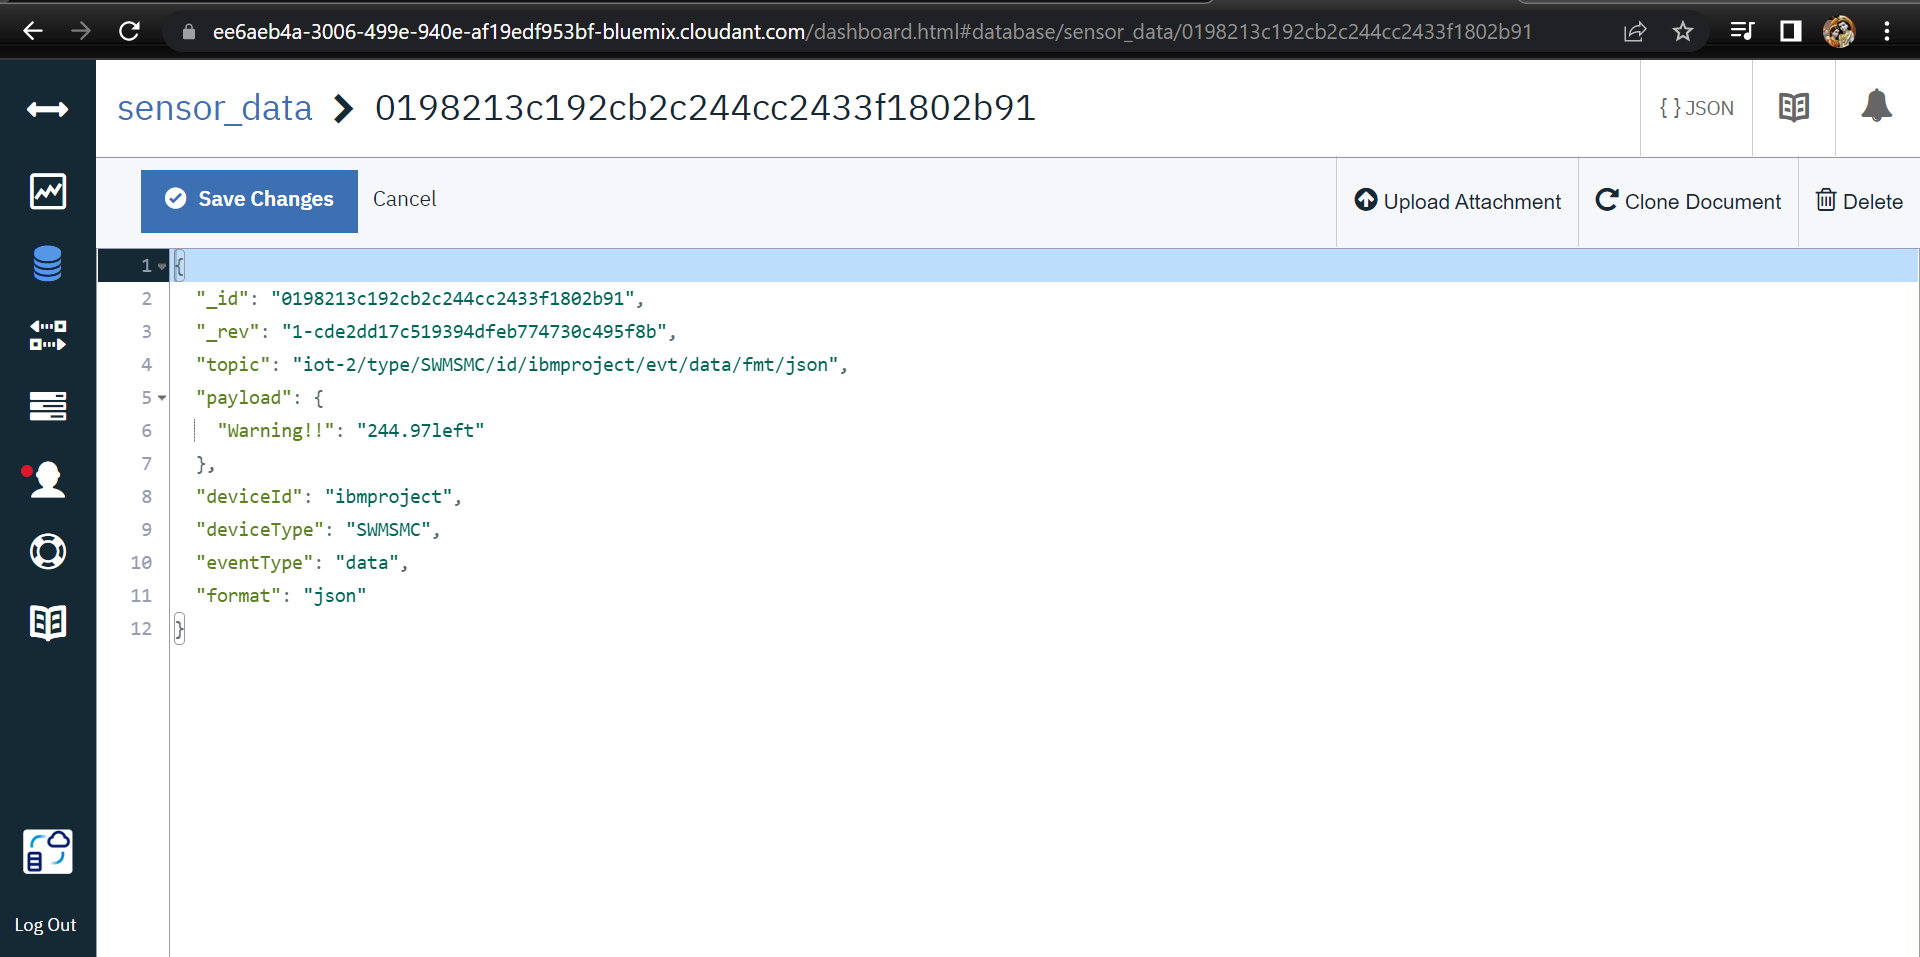 ee6aeb4a-3006-499e-940e-af19edf953bf-bluemix.cloudant.com/dashboard.html#database/sensor_data/0198213c192cb2c244cc2433f1802b91
sensor_data 0198213c192cb2c244cc2433f1802b91 { } JSON
Save Changes Cancel Upload Attachment Clone Document Delete
1 {
2 "_id": "0198213c192cb2c244cc2433f1802b91",
3 "_rev": "1-cde2dd17c519394dfeb774730c495f8b",
4 "topic": "iot-2/type/SWMSMC/id/ibmproject/evt/data/fmt/json",
5 "payload": {
6 "Warning!!": "244.97left"
7 },
8 "deviceId": "ibmproject",
9 "deviceType": "SWMSMC",
10 "eventType": "data",
11 "format": "json"
12 }
Log Out